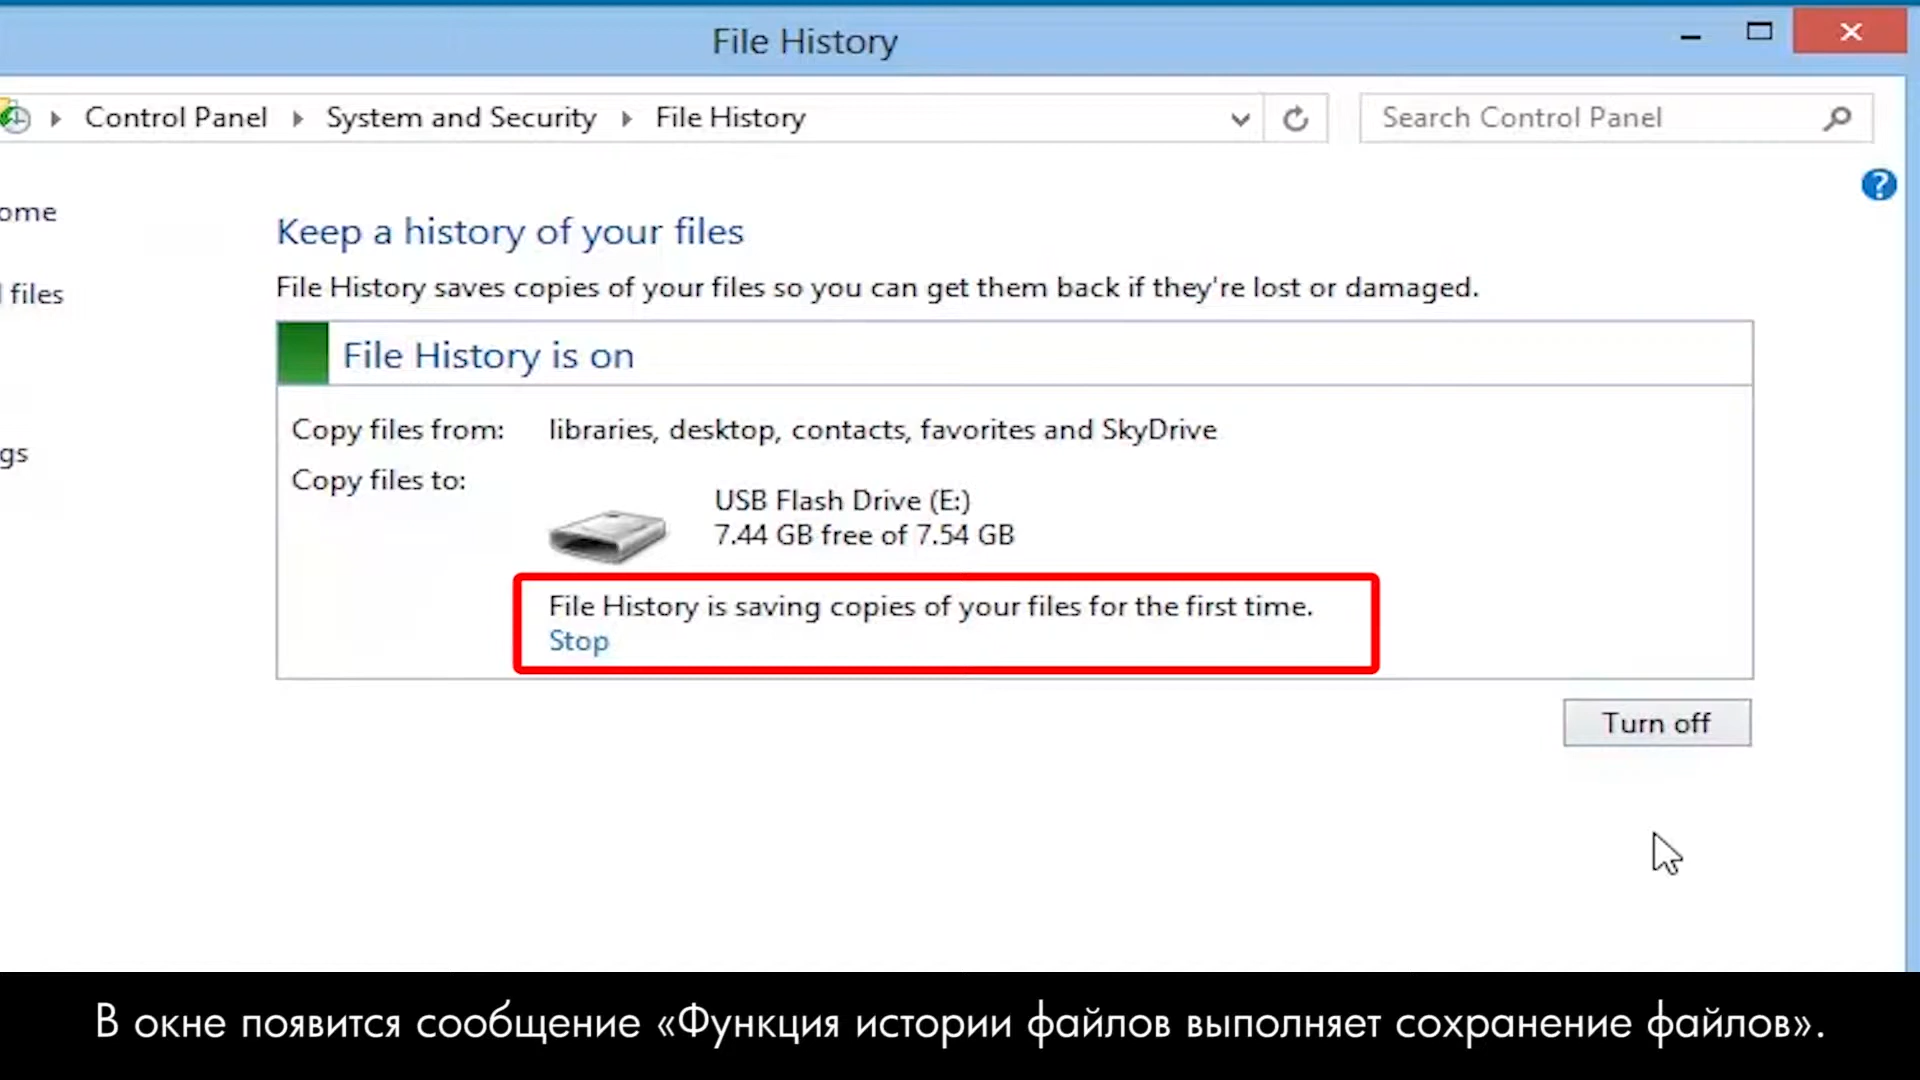 File History
Control Panel System and Security File History
Search Control Panel
ome
Keep a history of your files
files
File History saves copies of your files so you can get them back if they're lost or damaged.
File History is on
Copy files from: libraries, desktop, contacts, favorites and SkyDrive
gs
Copy files to:
USB Flash Drive (E:)
7.44 GB free of 7.54 GB
File History is saving copies of your files for the first time.
Stop
Turn off
В окне появится сообщение «Функция истории файлов выполняет сохранение файлов».